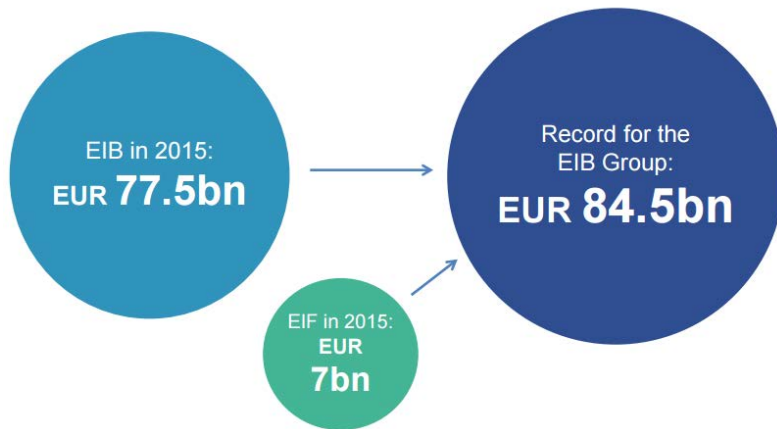 EIB in 2015:
EUR 77.5bn
Record for the
EIB Group:
EUR 84.5bn
EIF in 2015:
EUR
7bn